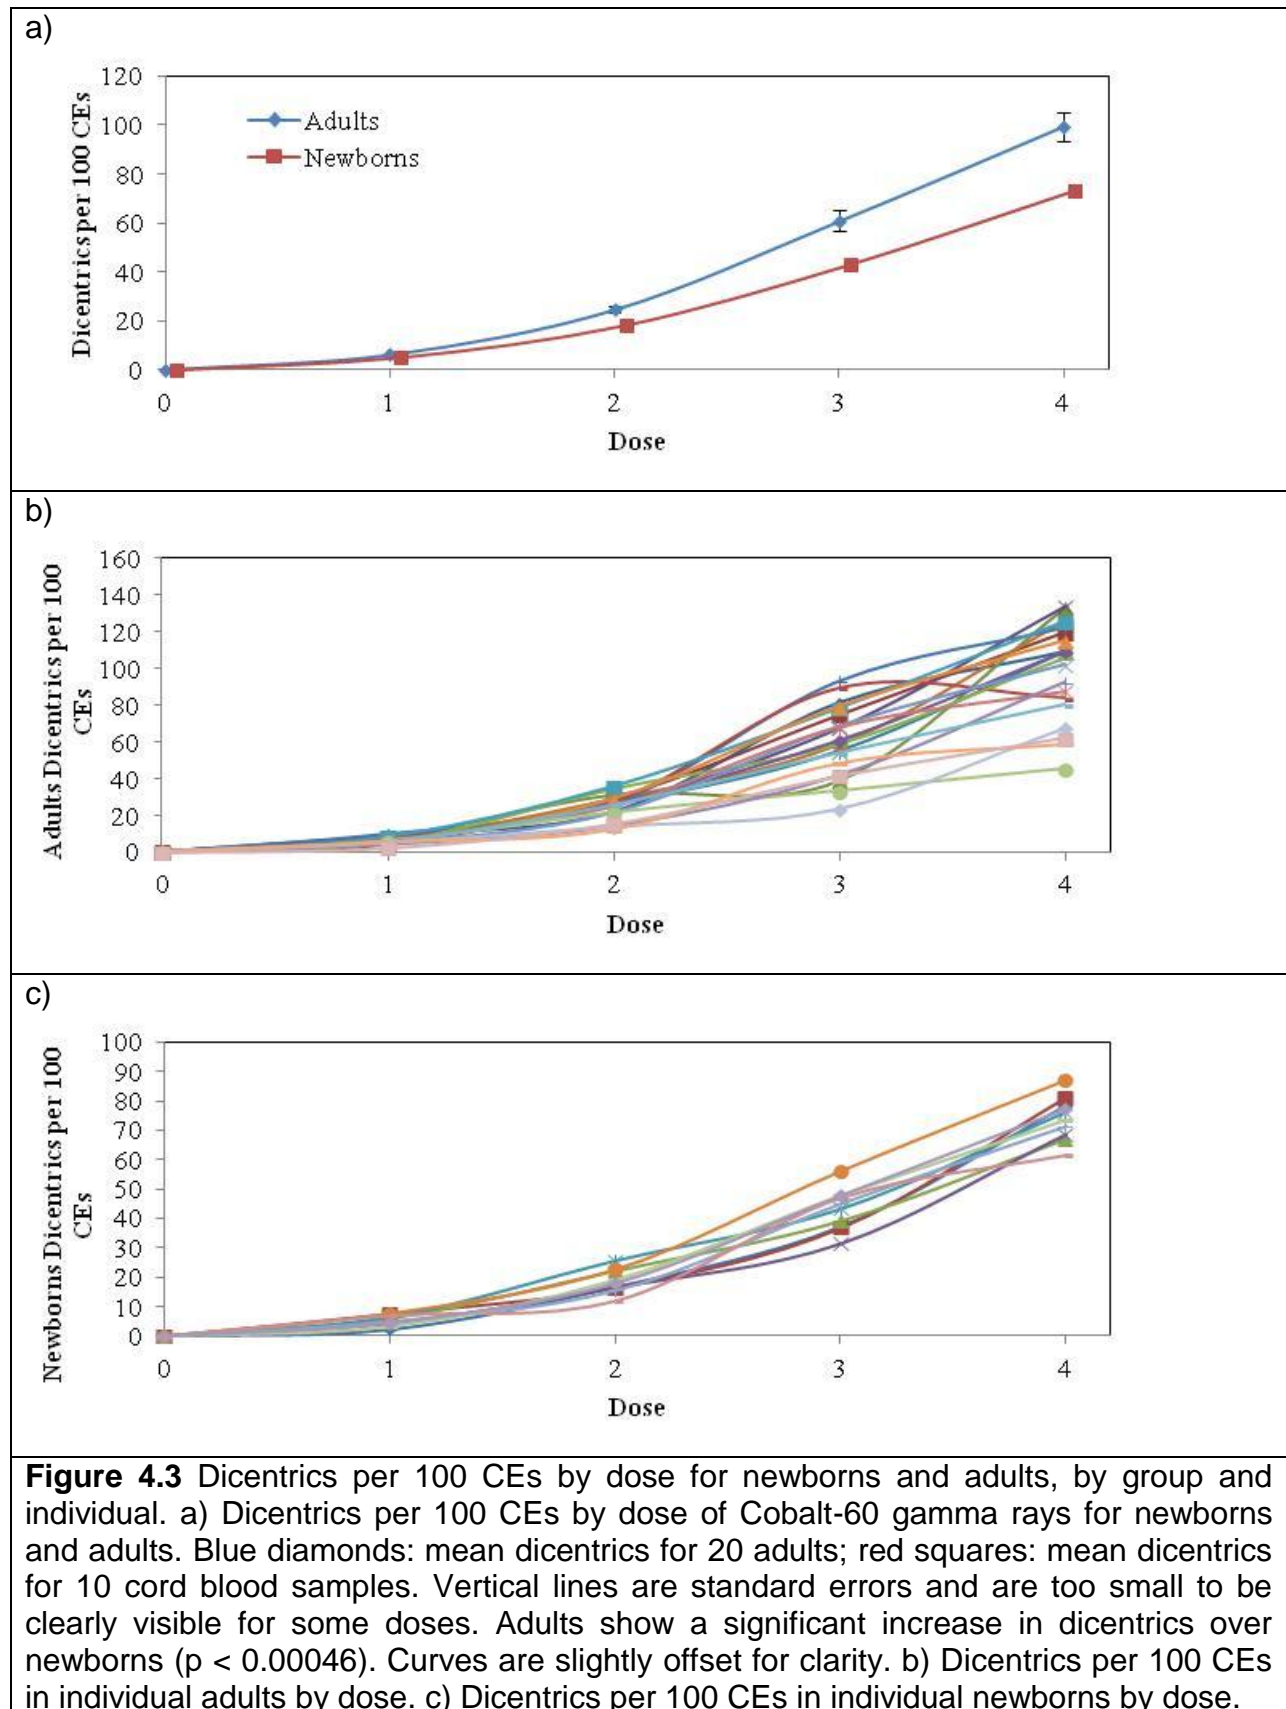 a)
120
100
80
60
40
20
0
Dicentrics per 100 CEs
Adults
Newborns
0 1 2 3 4
Dose
b)
160
140
120
100
80
60
40
20
0
Adults Dicentrics per 100
CEs
0 1 2 3 4
Dose
c)
100
90
80
70
60
50
40
30
20
10
0
Newborns Dicentrics per 100
CEs
0 1 2 3 4
Dose
Figure 4.3 Dicentrics per 100 CEs by dose for newborns and adults, by group and
individual. a) Dicentrics per 100 CEs by dose of Cobalt-60 gamma rays for newborns
and adults. Blue diamonds: mean dicentrics for 20 adults; red squares: mean dicentrics
for 10 cord blood samples. Vertical lines are standard errors and are too small to be
clearly visible for some doses. Adults show a significant increase in dicentrics over
newborns (p < 0.00046). Curves are slightly offset for clarity. b) Dicentrics per 100 CEs
in individual adults by dose. c) Dicentrics per 100 CEs in individual newborns by dose.